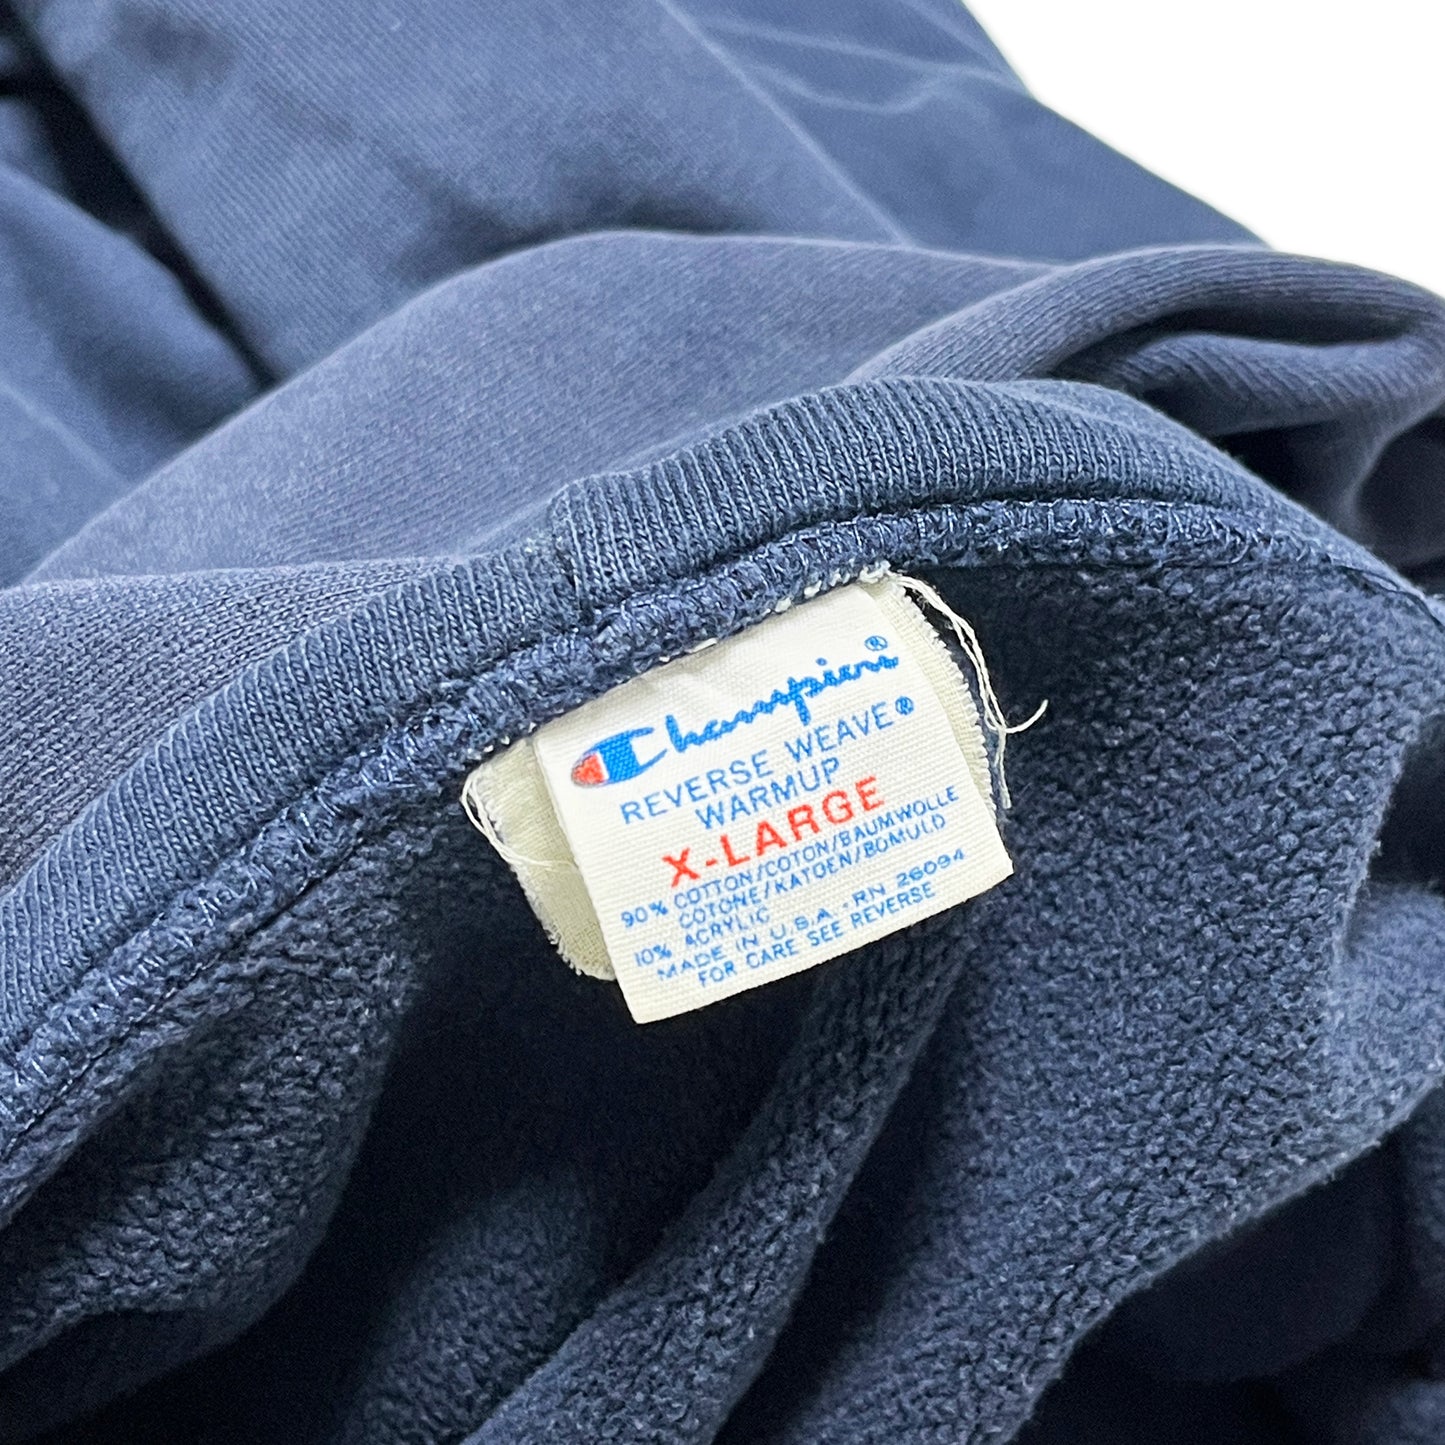 Champion®
REVERSE WEAVE®
WARMUP
X-LARGE
90% COTTON/COTON/BAUMWOLLE
COTONE/KATOEN/BOMULD
10% ACRYLIC
MADE IN U.S.A.-RN 26094
FOR CARE SEE REVERSE